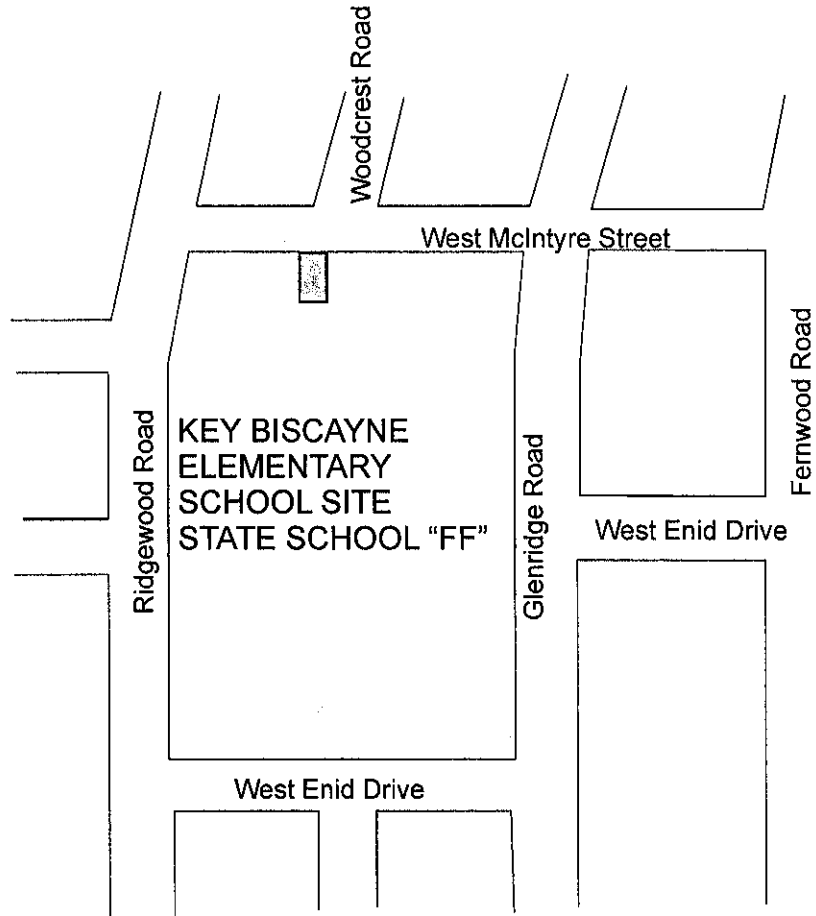 Woodcrest Road
West McIntyre Street
Fernwood Road
Ridgewood Road
KEY BISCAYNE
ELEMENTARY
SCHOOL SITE
STATE SCHOOL “FF”
Glenridge Road
West Enid Drive
West Enid Drive